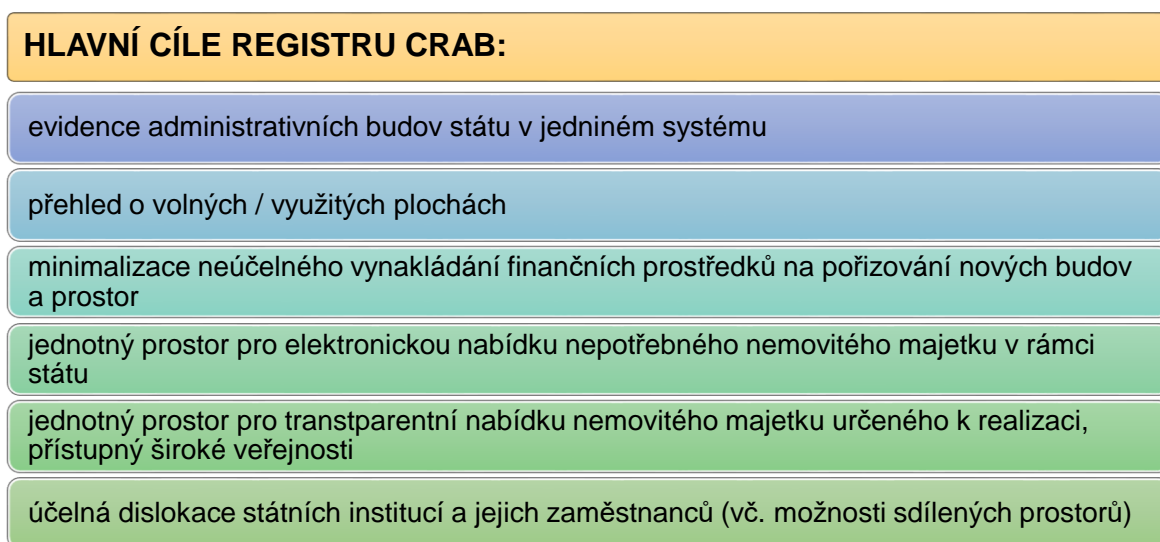 HLAVNÍ CÍLE REGISTRU CRAB:
evidence administrativních budov státu v jedniném systému
přehled o volných / využitých plochách
minimalizace neúčelného vynakládání finančních prostředků na pořizování nových budov
a prostor
jednotný prostor pro elektronickou nabídku nepotřebného nemovitého majetku v rámci
státu
jednotný prostor pro transtparentní nabídku nemovitého majetku určeného k realizaci,
přístupný široké veřejnosti
účelná dislokace státních institucí a jejich zaměstnanců (vč. možnosti sdílených prostorů)